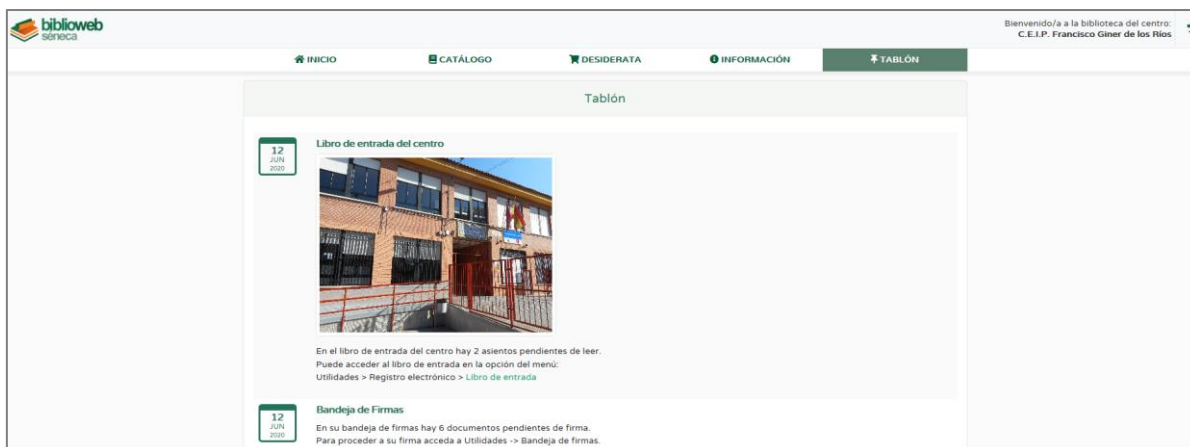 biblioweb
séneca
Bienvenido/a a la biblioteca del centro:
C.E.I.P. Francisco Giner de los Ríos
INICIO
CATÁLOGO
DESIDERATA
INFORMACIÓN
TABLÓN
Tablón
12
JUN
2020
Libro de entrada del centro
En el libro de entrada del centro hay 2 asientos pendientes de leer.
Puede acceder al libro de entrada en la opción del menú:
Utilidades > Registro electrónico > Libro de entrada
12
JUN
2020
Bandeja de Firmas
En su bandeja de firmas hay 6 documentos pendientes de firma.
Para proceder a su firma acceda a Utilidades -> Bandeja de firmas.